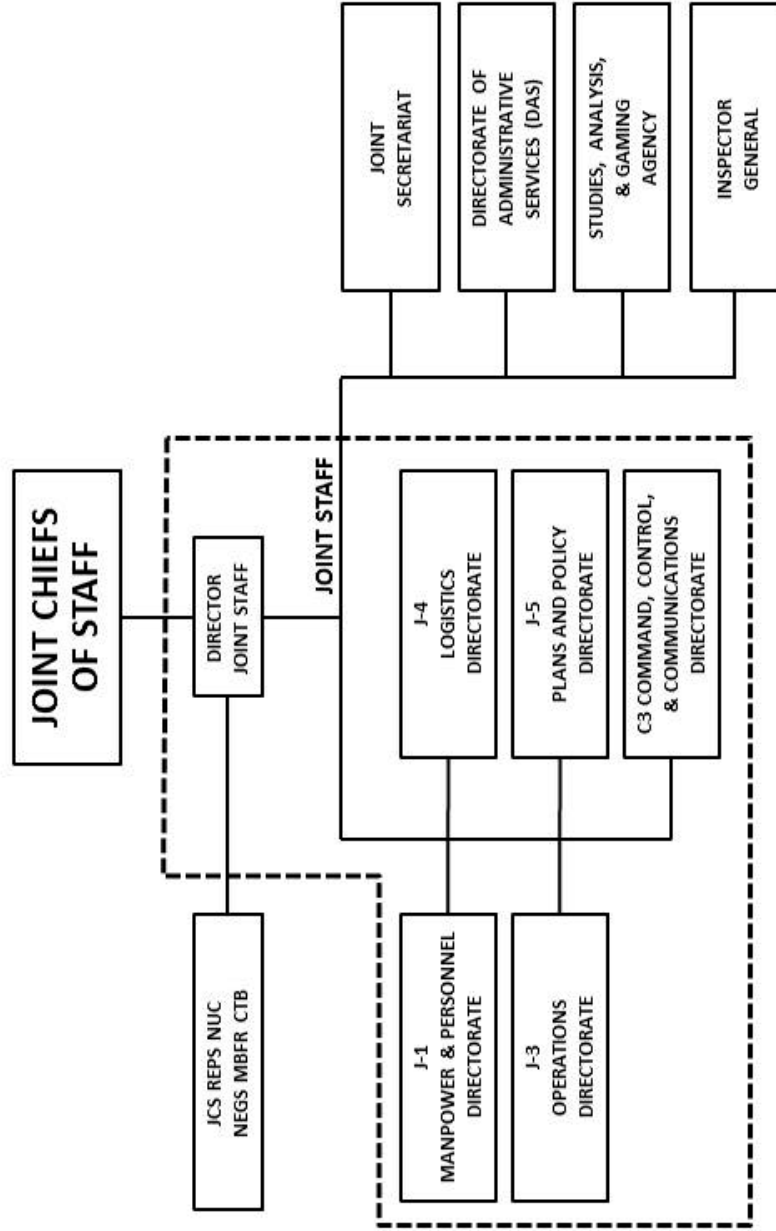 JOINT CHIEFS
OF STAFF
JCS REPS NUC
NEGS MBFR CTB
DIRECTOR
JOINT STAFF
JOINT STAFF
J-1
MANPOWER & PERSONNEL
DIRECTORATE
J-4
LOGISTICS
DIRECTORATE
J-3
OPERATIONS
DIRECTORATE
J-5
PLANS AND POLICY
DIRECTORATE
C3 COMMAND, CONTROL,
& COMMUNICATIONS
DIRECTORATE
JOINT
SECRETARIAT
DIRECTORATE OF
ADMINISTRATIVE
SERVICES (DAS)
STUDIES, ANALYSIS,
& GAMING
AGENCY
INSPECTOR
GENERAL